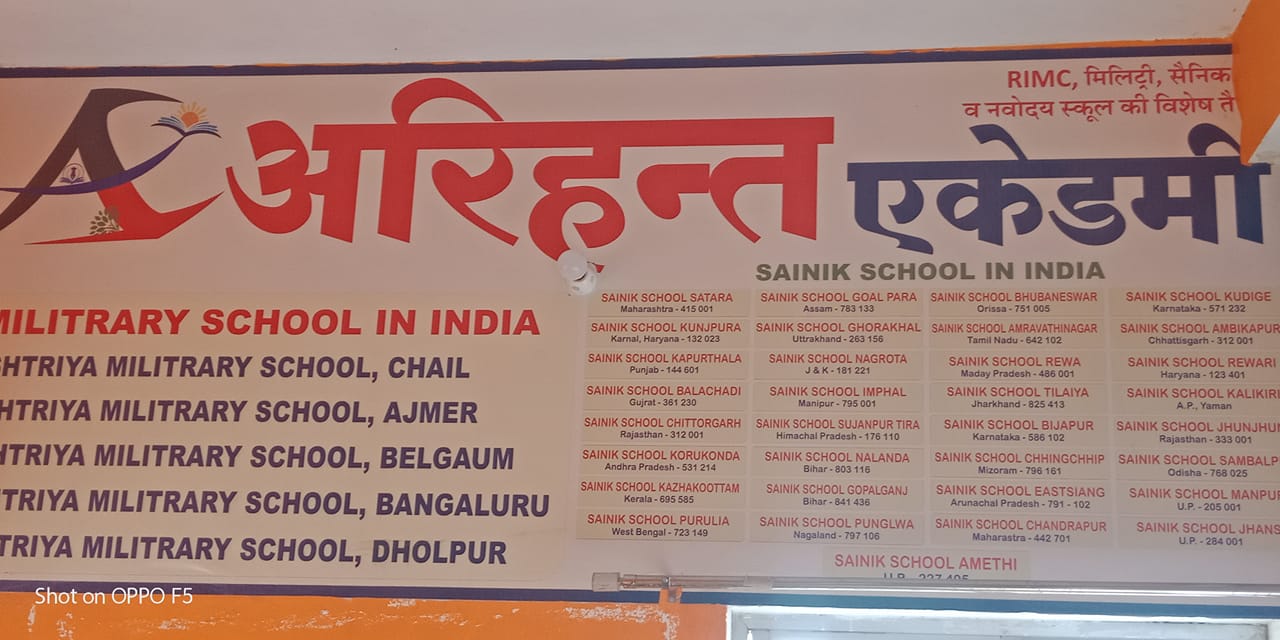 RIMC, मिलिट्री, सैनिक
व नवोदय स्कूल की विशेष
अरिहन्त एकेडमी
MILITRARY SCHOOL IN INDIA
SHTRIYA MILITRARY SCHOOL, CHAIL
SHTRIYA MILITRARY SCHOOL, AJMER
HTRIYA MILITRARY SCHOOL, BELGAUM
TRIYA MILITRARY SCHOOL, BANGALURU
TRIYA MILITRARY SCHOOL, DHOLPUR
SAINIK SCHOOL IN INDIA
SAINIK SCHOOL SATARA
Maharashtra - 415 001
SAINIK SCHOOL KUNJPURA
Karnal, Haryana - 132 023
SAINIK SCHOOL KAPURTHALA
Punjab - 144 601
SAINIK SCHOOL BALACHADI
Gujrat - 361 230
SAINIK SCHOOL CHITTORGARH
Rajasthan - 312 001
SAINIK SCHOOL KORUKONDA
Andhra Pradesh - 531 214
SAINIK SCHOOL KAZHAKOOTTAM
Kerala - 695 585
SAINIK SCHOOL PURULIA
West Bengal - 723 149
SAINIK SCHOOL GOAL PARA
Assam - 783 133
SAINIK SCHOOL GHORAKHAL
Uttrakhand - 263 156
SAINIK SCHOOL NAGROTA
J & K - 181 221
SAINIK SCHOOL IMPHAL
Manipur - 795 001
SAINIK SCHOOL SUJANPUR TIRA
Himachal Pradesh - 176 110
SAINIK SCHOOL NALANDA
Bihar - 803 116
SAINIK SCHOOL GOPALGANJ
Bihar - 841 436
SAINIK SCHOOL PUNGLWA
Nagaland - 797 106
SAINIK SCHOOL BHUBANESWAR
Orissa - 751 005
SAINIK SCHOOL AMRAVATHINAGAR
Tamil Nadu - 642 102
SAINIK SCHOOL REWA
Maday Pradesh - 486 001
SAINIK SCHOOL TILAIYA
Jharkhand - 825 413
SAINIK SCHOOL BIJAPUR
Karnataka - 586 102
SAINIK SCHOOL CHHINGCHHIP
Mizoram - 796 161
SAINIK SCHOOL EASTSIANG
Arunachal Pradesh - 791 - 102
SAINIK SCHOOL CHANDRAPUR
Maharastra - 442 701
SAINIK SCHOOL KUDIGE
Karnataka - 571 232
SAINIK SCHOOL AMBIKAPUR
Chhattisgarh - 312 001
SAINIK SCHOOL REWARI
Haryana - 123 401
SAINIK SCHOOL KALIKIRI
A.P., Yaman
SAINIK SCHOOL JHUNJHUN
Rajasthan - 333 001
SAINIK SCHOOL SAMBALP
Odisha - 768 025
SAINIK SCHOOL MANPU
U.P. - 205 001
SAINIK SCHOOL JHANS
U.P. - 284 001
SAINIK SCHOOL AMETHI
U.P. - 227 405
Shot on OPPO F5